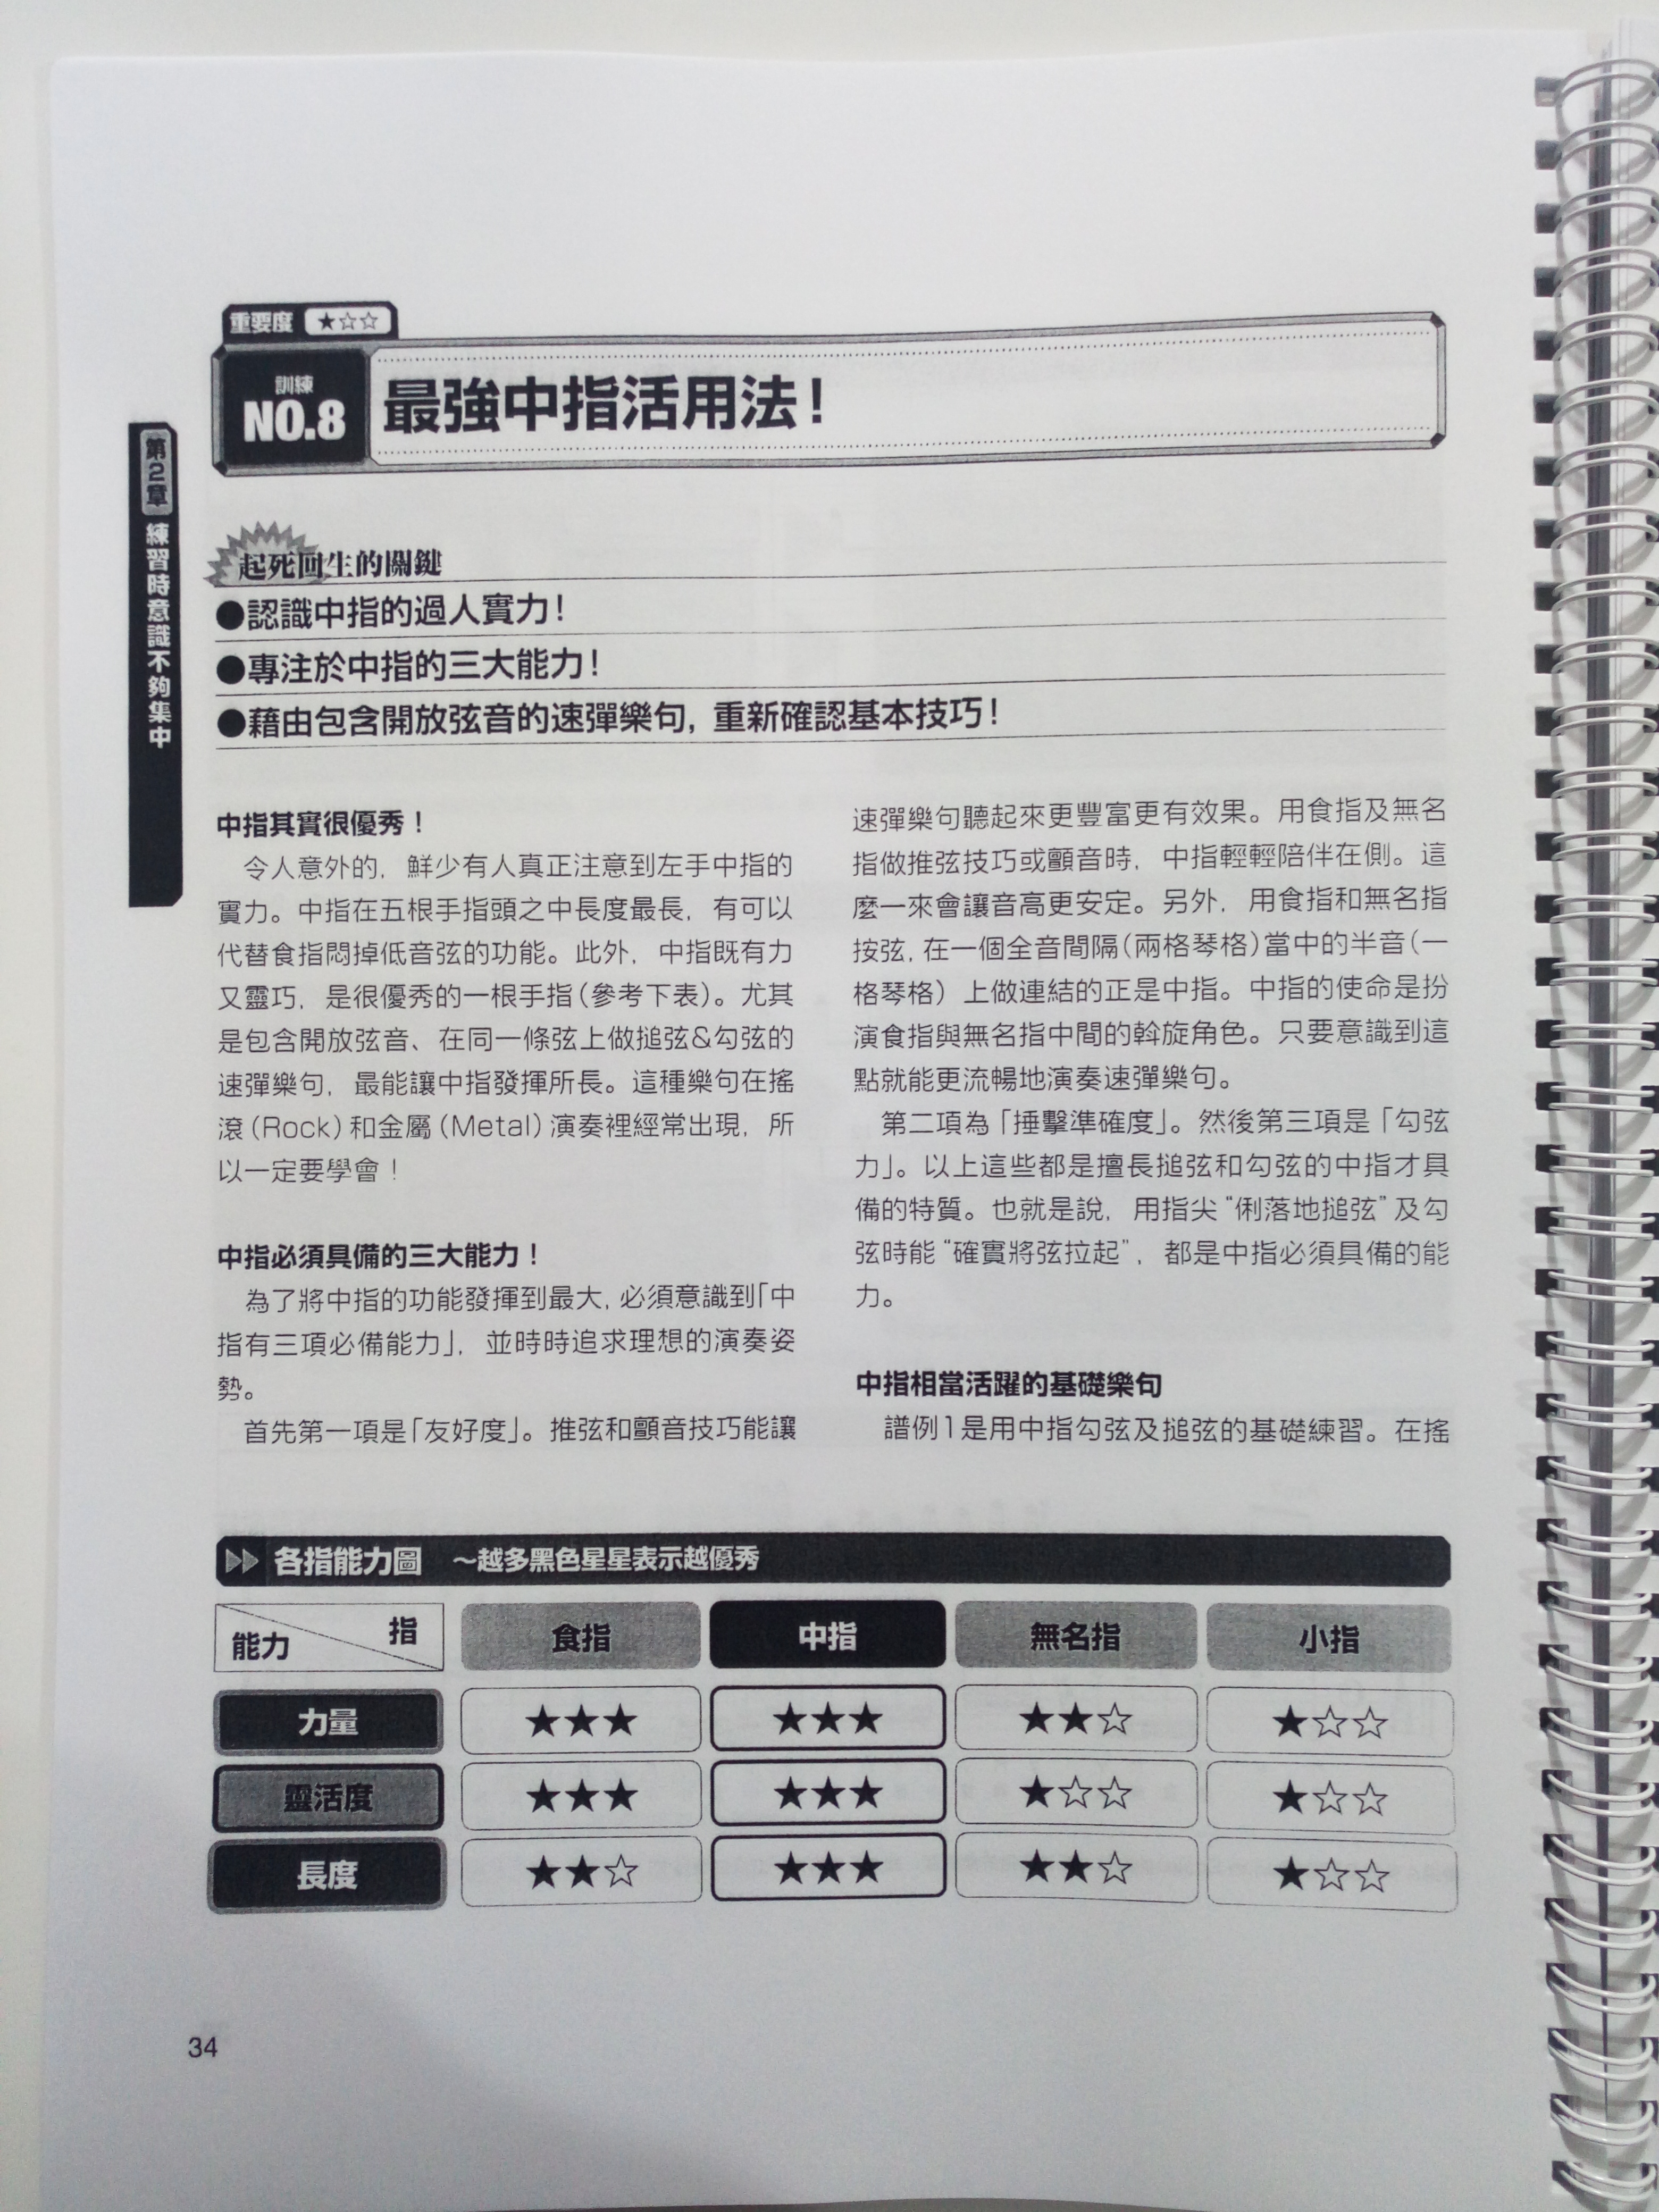 重要度 ★☆☆
訓練
NO.8
最強中指活用法！
第2章 練習時意識不夠集中
起死回生的關鍵
●認識中指的過人實力！
●專注於中指的三大能力！
●藉由包含開放弦音的速彈樂句，重新確認基本技巧！
中指其實很優秀！
令人意外的，鮮少有人真正注意到左手中指的
實力。中指在五根手指頭之中長度最長，有可以
代替食指悶掉低音弦的功能。此外，中指既有力
又靈巧，是很優秀的一根手指（參考下表）。尤其
是包含開放弦音、在同一條弦上做搥弦&勾弦的
速彈樂句，最能讓中指發揮所長。這種樂句在搖
滾（Rock）和金屬（Metal）演奏裡經常出現，所
以一定要學會！
中指必須具備的三大能力！
為了將中指的功能發揮到最大，必須意識到「中
指有三項必備能力」，並時時追求理想的演奏姿
勢。
首先第一項是「友好度」。推弦和顫音技巧能讓
速彈樂句聽起來更豐富更有效果。用食指及無名
指做推弦技巧或顫音時，中指輕輕陪伴在側。這
麼一來會讓音高更安定。另外，用食指和無名指
按弦，在一個全音間隔（兩格琴格）當中的半音（一
格琴格）上做連結的正是中指。中指的使命是扮
演食指與無名指中間的斡旋角色。只要意識到這
點就能更流暢地演奏速彈樂句。
第二項為「捶擊準確度」。然後第三項是「勾弦
力」。以上這些都是擅長搥弦和勾弦的中指才具
備的特質。也就是說，用指尖“俐落地搥弦”及勾
弦時能“確實將弦拉起”，都是中指必須具備的能
力。
中指相當活躍的基礎樂句
譜例1是用中指勾弦及搥弦的基礎練習。在搖
各指能力圖 ～越多黑色星星表示越優秀
能力 指 食指 中指 無名指 小指
力量 ★★★ ★★★ ★★☆ ★☆☆
靈活度 ★★★ ★★★ ★☆☆ ★☆☆
長度 ★★☆ ★★★ ★★☆ ★☆☆
34